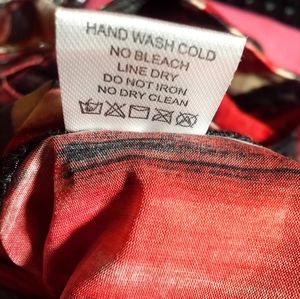 HAND WASH COLD
NO BLEACH
LINE DRY
DO NOT IRON
NO DRY CLEAN